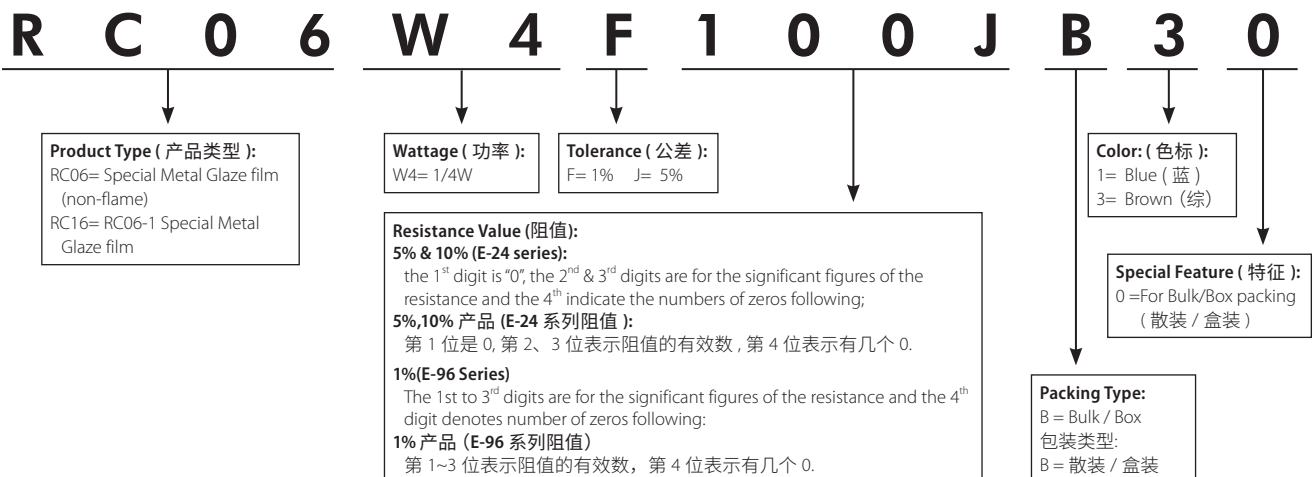 R C 0 6 W 4 F 1 0 0 J B 3 0
Product Type ( 产品类型 ):
RC06= Special Metal Glaze film
(non-flame)
RC16= RC06-1 Special Metal
Glaze film
Wattage ( 功率 ):
W4= 1/4W
Tolerance ( 公差 ):
F= 1% J= 5%
Resistance Value (阻值):
5% & 10% (E-24 series):
the 1st digit is "0", the 2nd & 3rd digits are for the significant figures of the
resistance and the 4th indicate the numbers of zeros following;
5%,10% 产品 (E-24 系列阻值 ):
第 1 位是 0, 第 2、3 位表示阻值的有效数 , 第 4 位表示有几个 0.
1%(E-96 Series)
The 1st to 3rd digits are for the significant figures of the resistance and the 4th
digit denotes number of zeros following:
1% 产品（E-96 系列阻值）
第 1~3 位表示阻值的有效数，第 4 位表示有几个 0.
Color: ( 色标 ):
1= Blue ( 蓝 )
3= Brown（综）
Special Feature ( 特征 ):
0 =For Bulk/Box packing
( 散装 / 盒装 )
Packing Type:
B = Bulk / Box
包装类型:
B = 散装 / 盒装